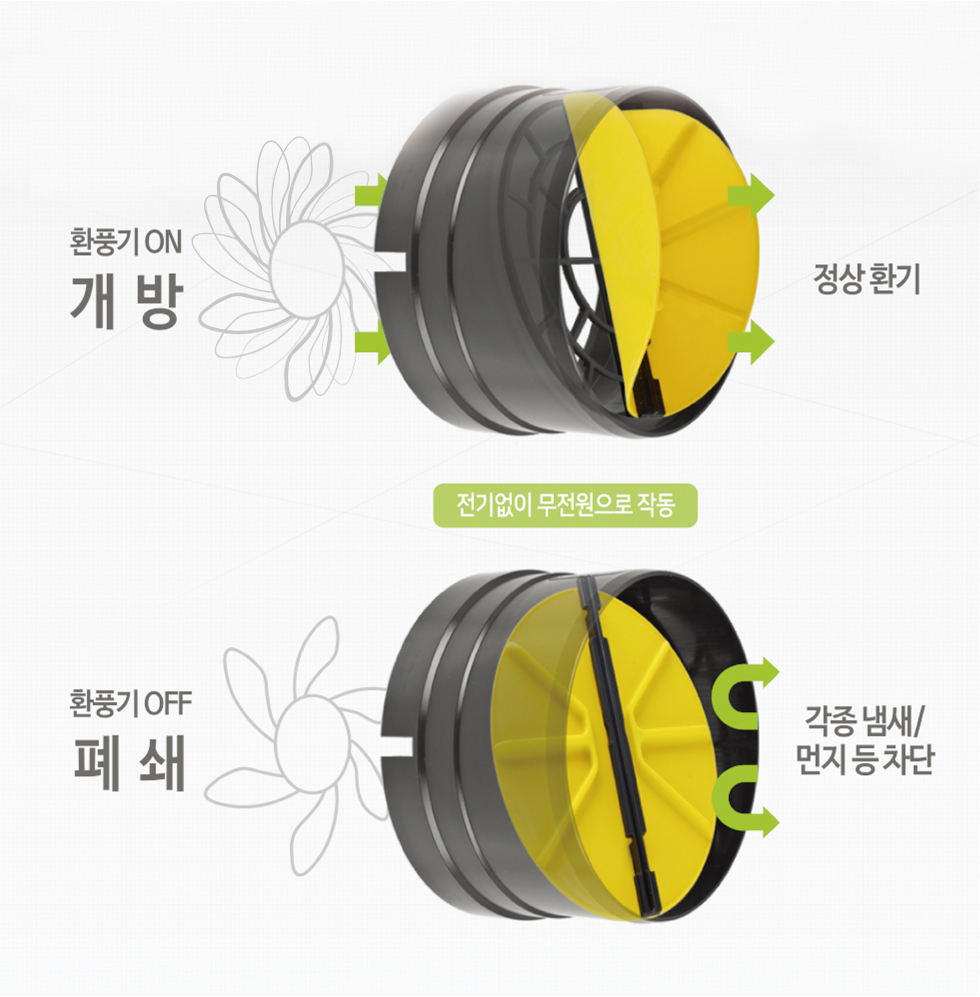 환풍기 ON
개 방
정상 환기
전기없이 무전원으로 작동
환풍기 OFF
폐 쇄
각종 냄새/
먼지 등 차단